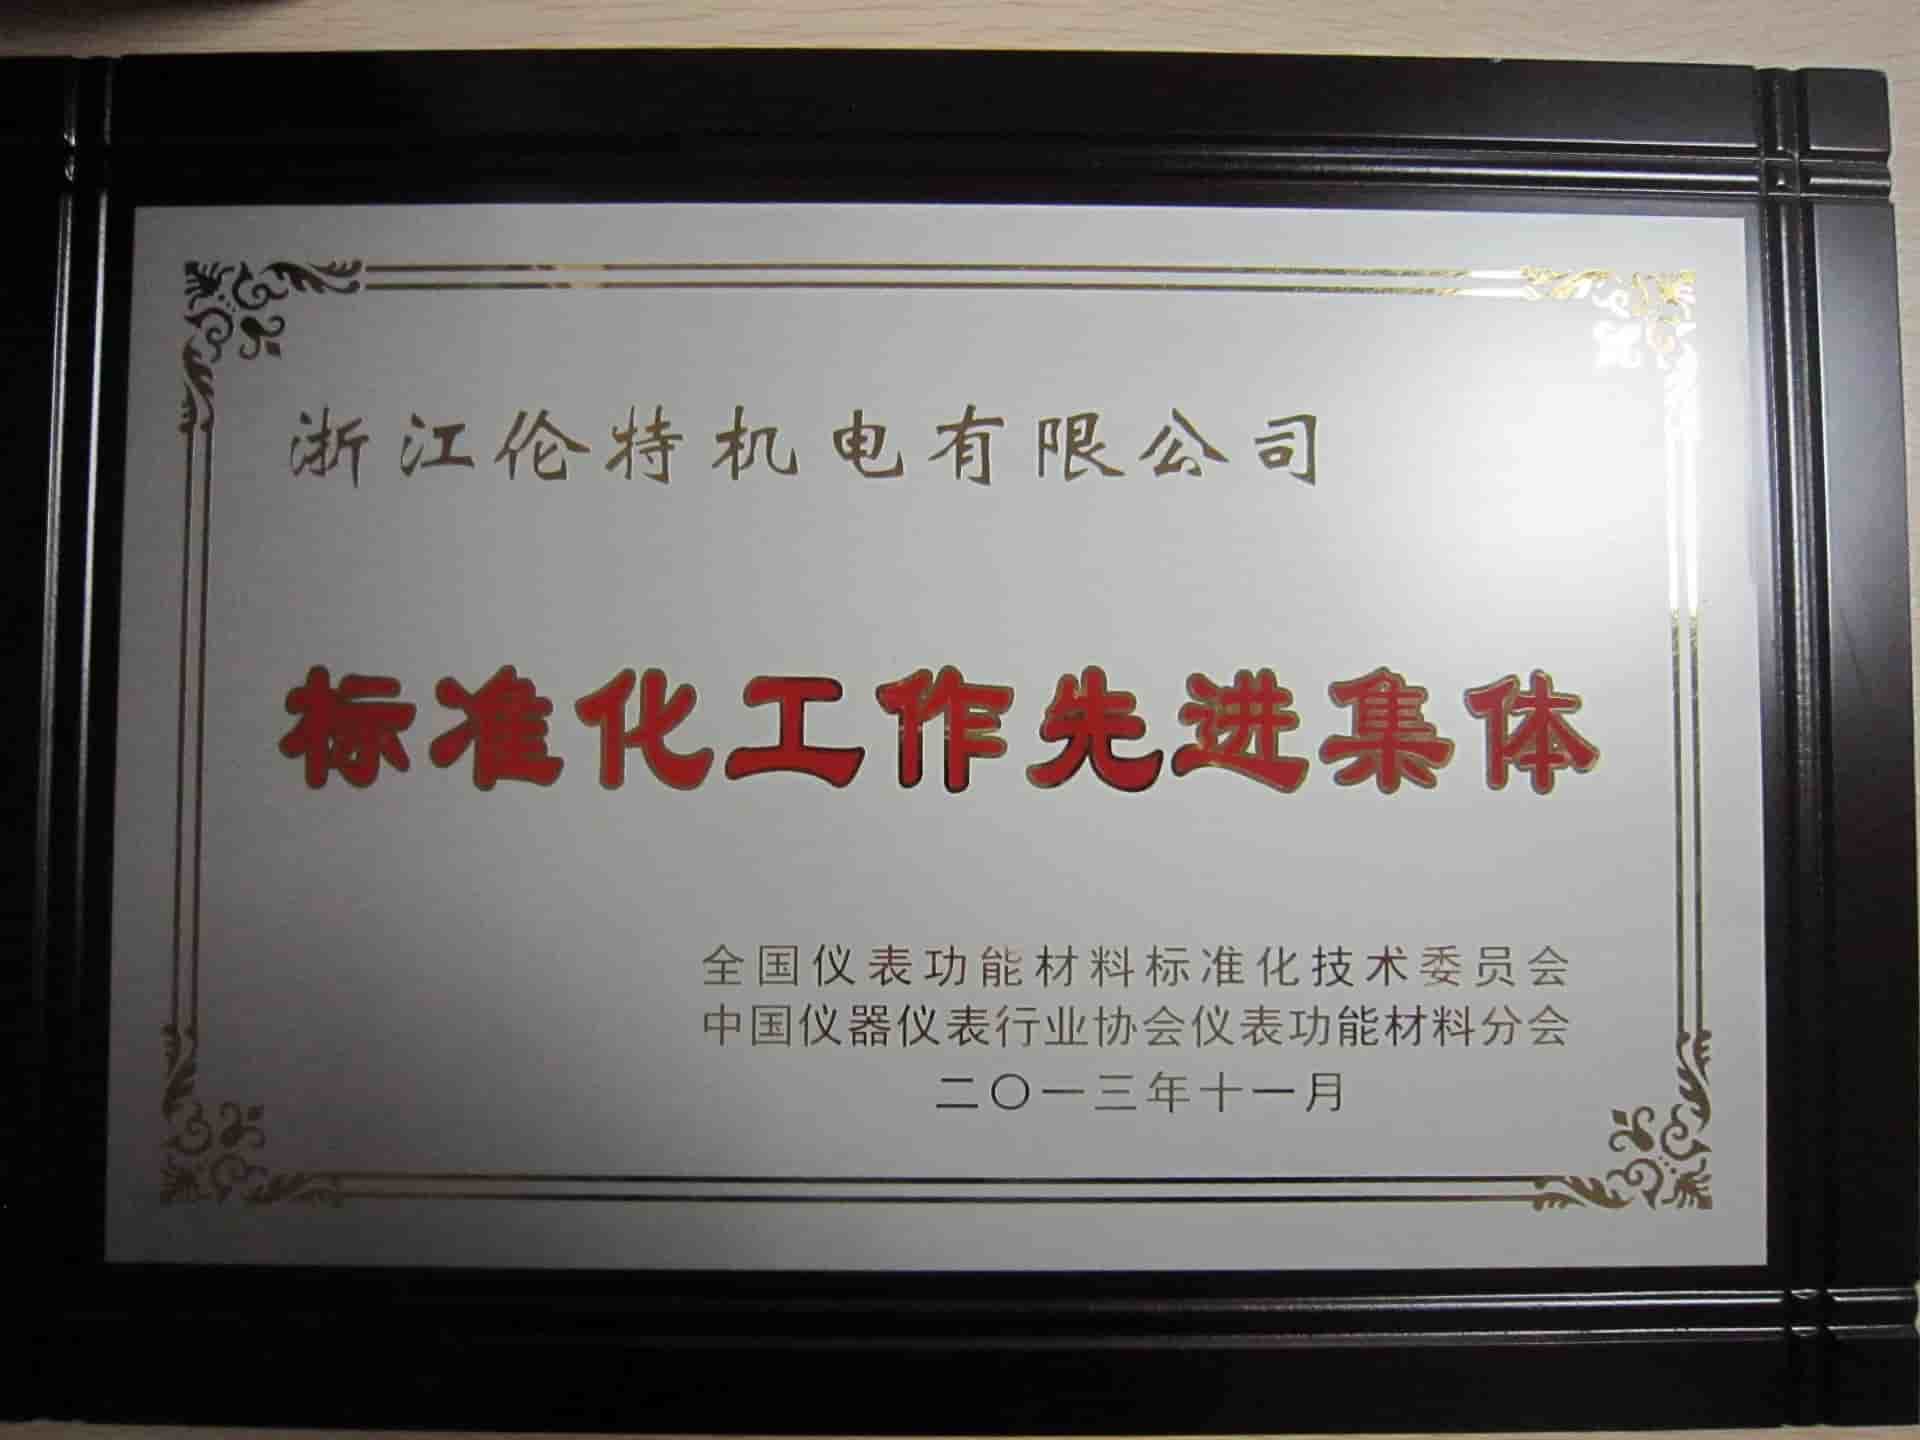 浙江伦特机电有限公司
标准化工作先进集体
全国仪表功能材料标准化技术委员会
中国仪器仪表行业协会仪表功能材料分会
二〇一三年十一月